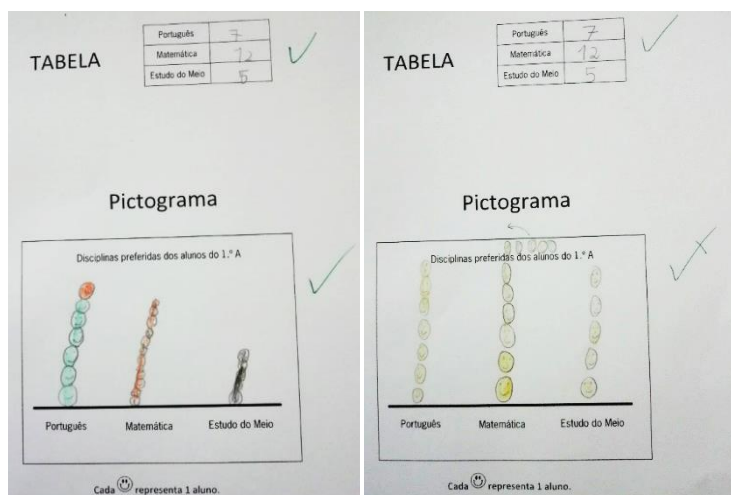 TABELA
Português 7
Matemática 12
Estudo do Meio 5
Pictograma
Disciplinas preferidas dos alunos do 1.º A
Português Matemática Estudo do Meio
Cada representa 1 aluno.
TABELA
Português 7
Matemática 12
Estudo do Meio 5
Pictograma
Disciplinas preferidas dos alunos do 1.º A
Português Matemática Estudo do Meio
Cada representa 1 aluno.